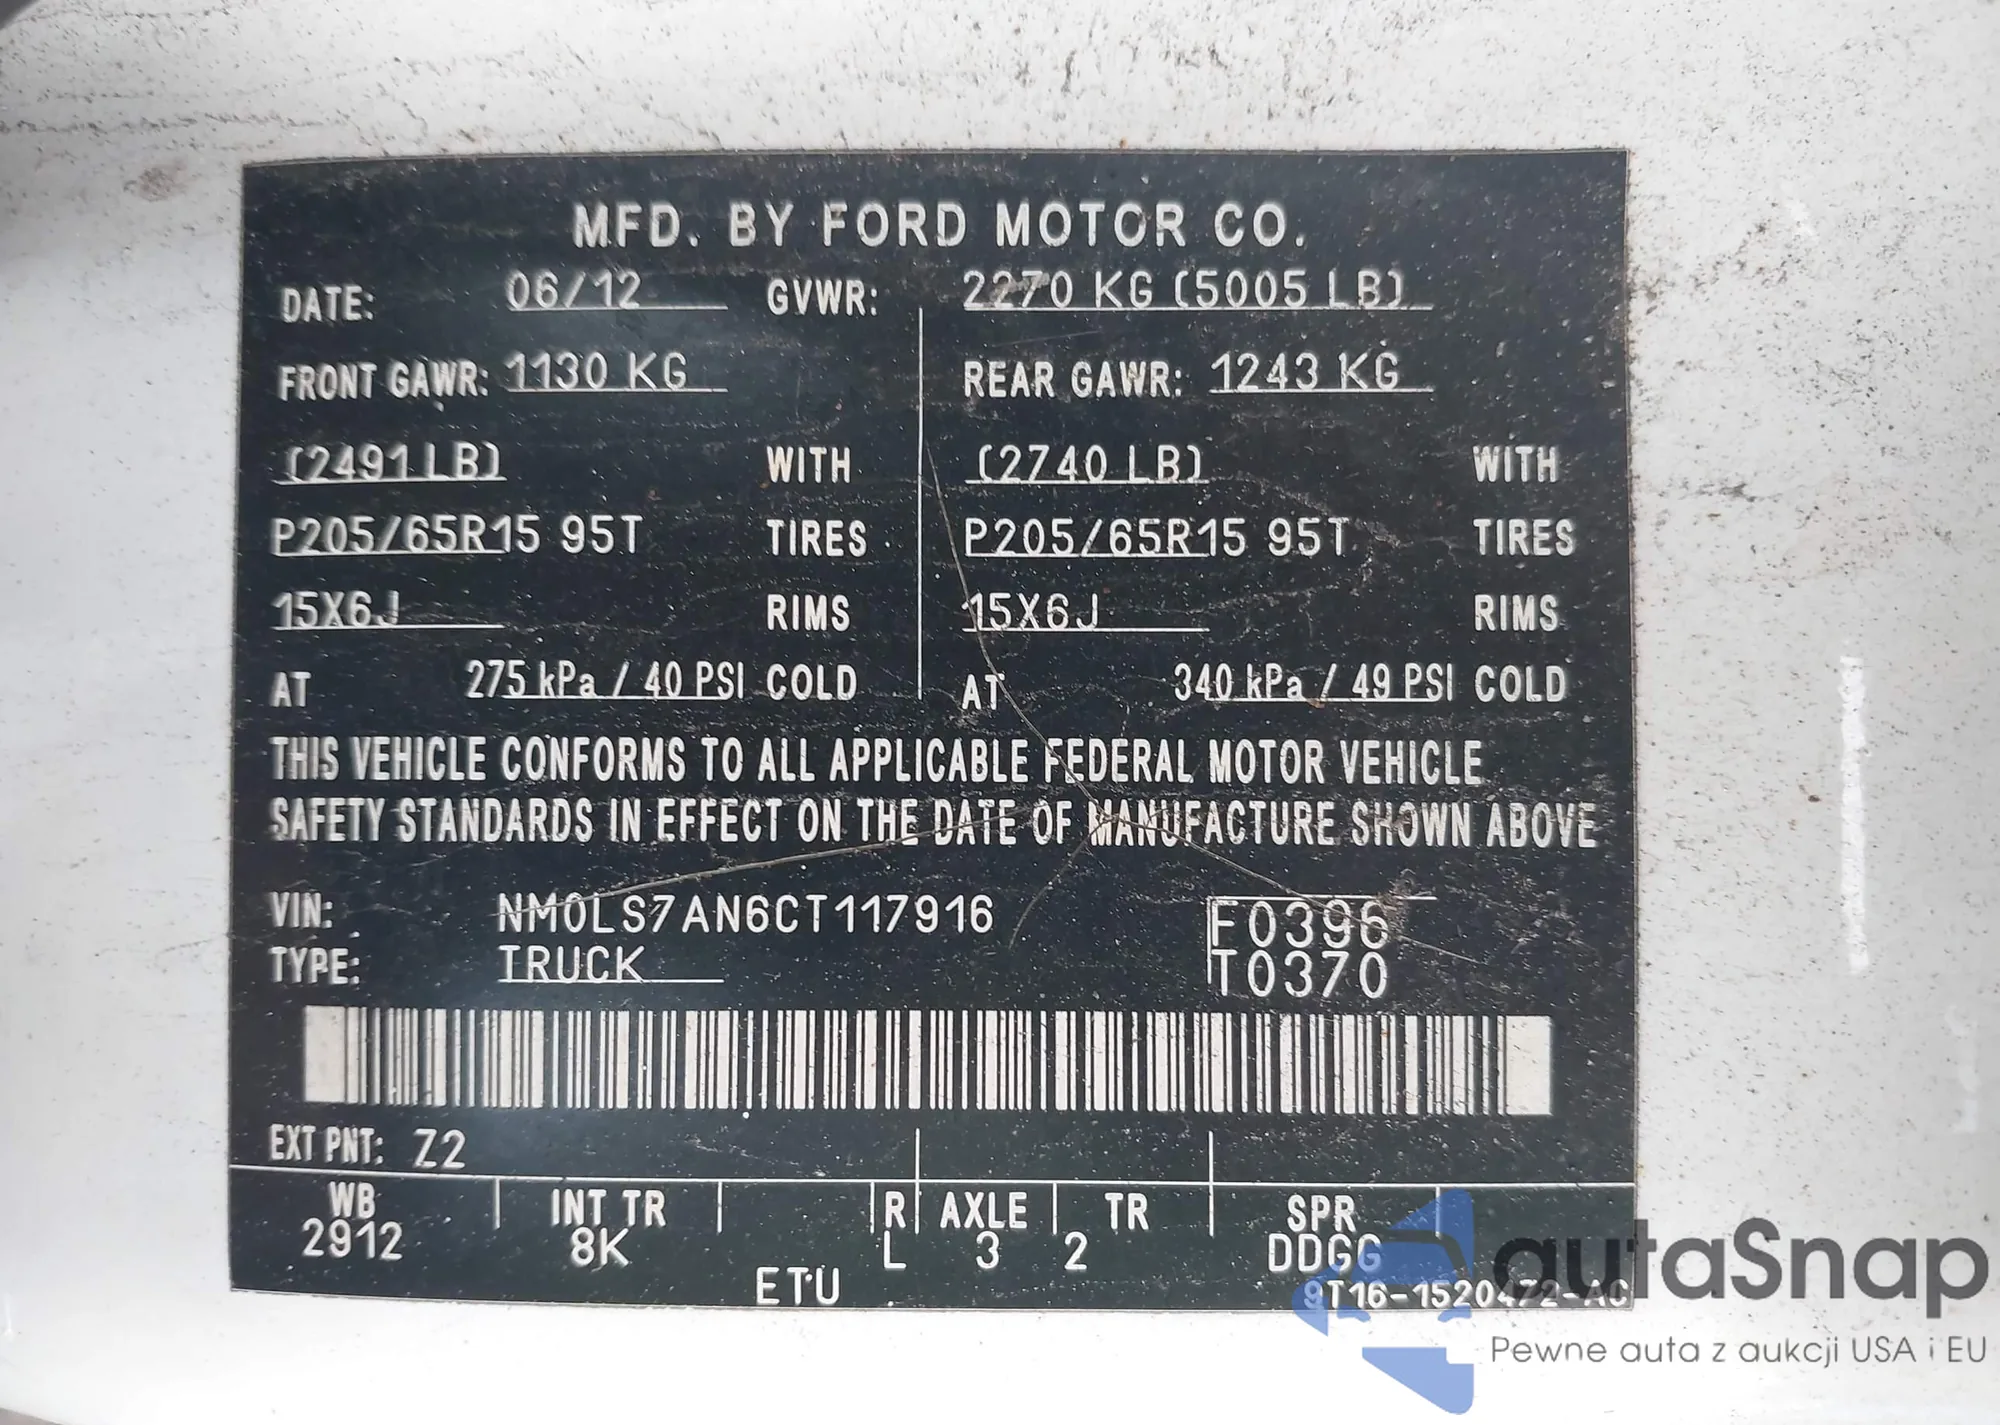 MFD. BY FORD MOTOR CO.
DATE: 06/12 GVWR: 2270 KG (5005 LB)
FRONT GAWR: 1130 KG REAR GAWR: 1243 KG
(2491 LB) WITH (2740 LB) WITH
P205/65R15 95T TIRES P205/65R15 95T TIRES
15X6J RIMS 15X6J RIMS
AT 275 kPa / 40 PSI COLD AT 340 kPa / 49 PSI COLD
THIS VEHICLE CONFORMS TO ALL APPLICABLE FEDERAL MOTOR VEHICLE
SAFETY STANDARDS IN EFFECT ON THE DATE OF MANUFACTURE SHOWN ABOVE
VIN: NM0LS7AN6CT117916 F0396
TYPE: TRUCK T0370
EXT PNT: Z2
WB INT TR R AXLE TR SPR
2912 8K L 3 2 DDGG
ETU 9T16-1520472-AC
autaSnap
Pewne auta z aukcji USA i EU